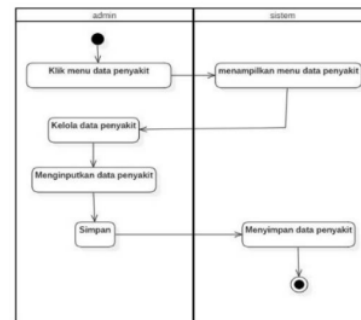 admin
sistem
Klik menu data penyakit
menampilkan menu data penyakit
Kelola data penyakit
Menginputkan data penyakit
Simpan
Menyimpan data penyakit